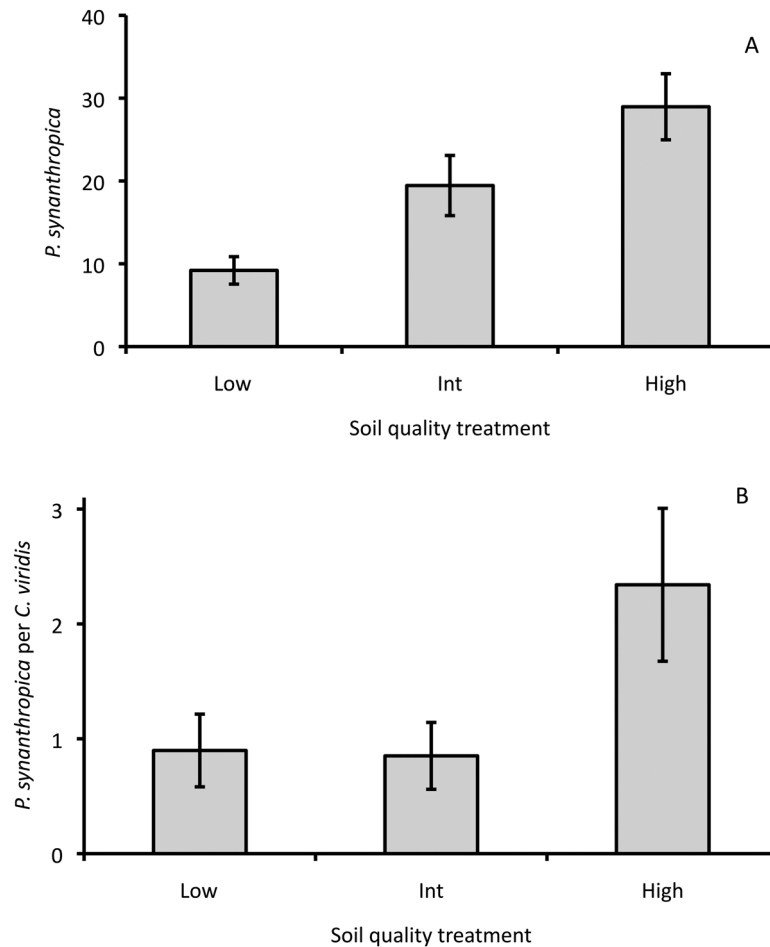 A
P. synanthropica
40
30
20
10
0
Low Int High
Soil quality treatment
B
P. synanthropica per C. viridis
3
2
1
0
Low Int High
Soil quality treatment